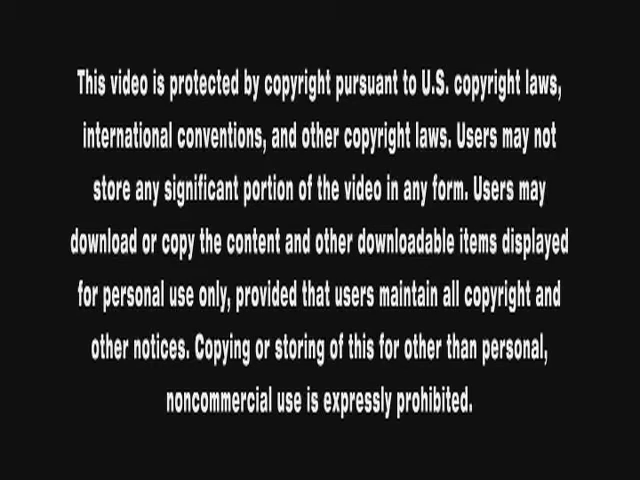 This video is protected by copyright pursuant to U.S. copyright laws,
international conventions, and other copyright laws. Users may not
store any significant portion of the video in any form. Users may
download or copy the content and other downloadable items displayed
for personal use only, provided that users maintain all copyright and
other notices. Copying or storing of this for other than personal,
noncommercial use is expressly prohibited.